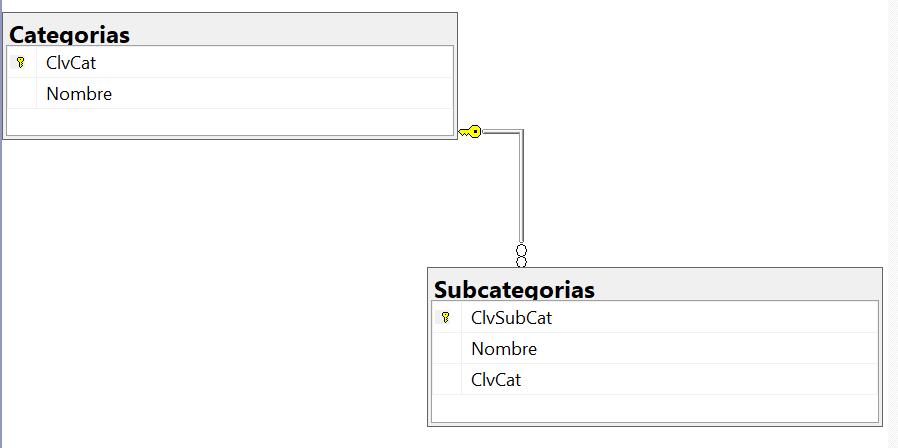 Categorias
ClvCat
Nombre
Subcategorias
ClvSubCat
Nombre
ClvCat